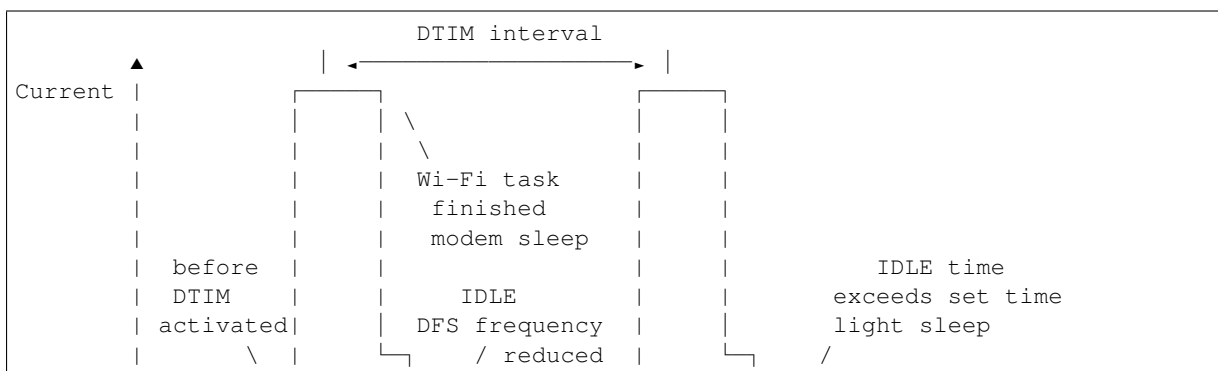 DTIM interval
Current
Wi-Fi task
finished
modem sleep
before IDLE time
DTIM IDLE exceeds set time
activated DFS frequency light sleep
reduced